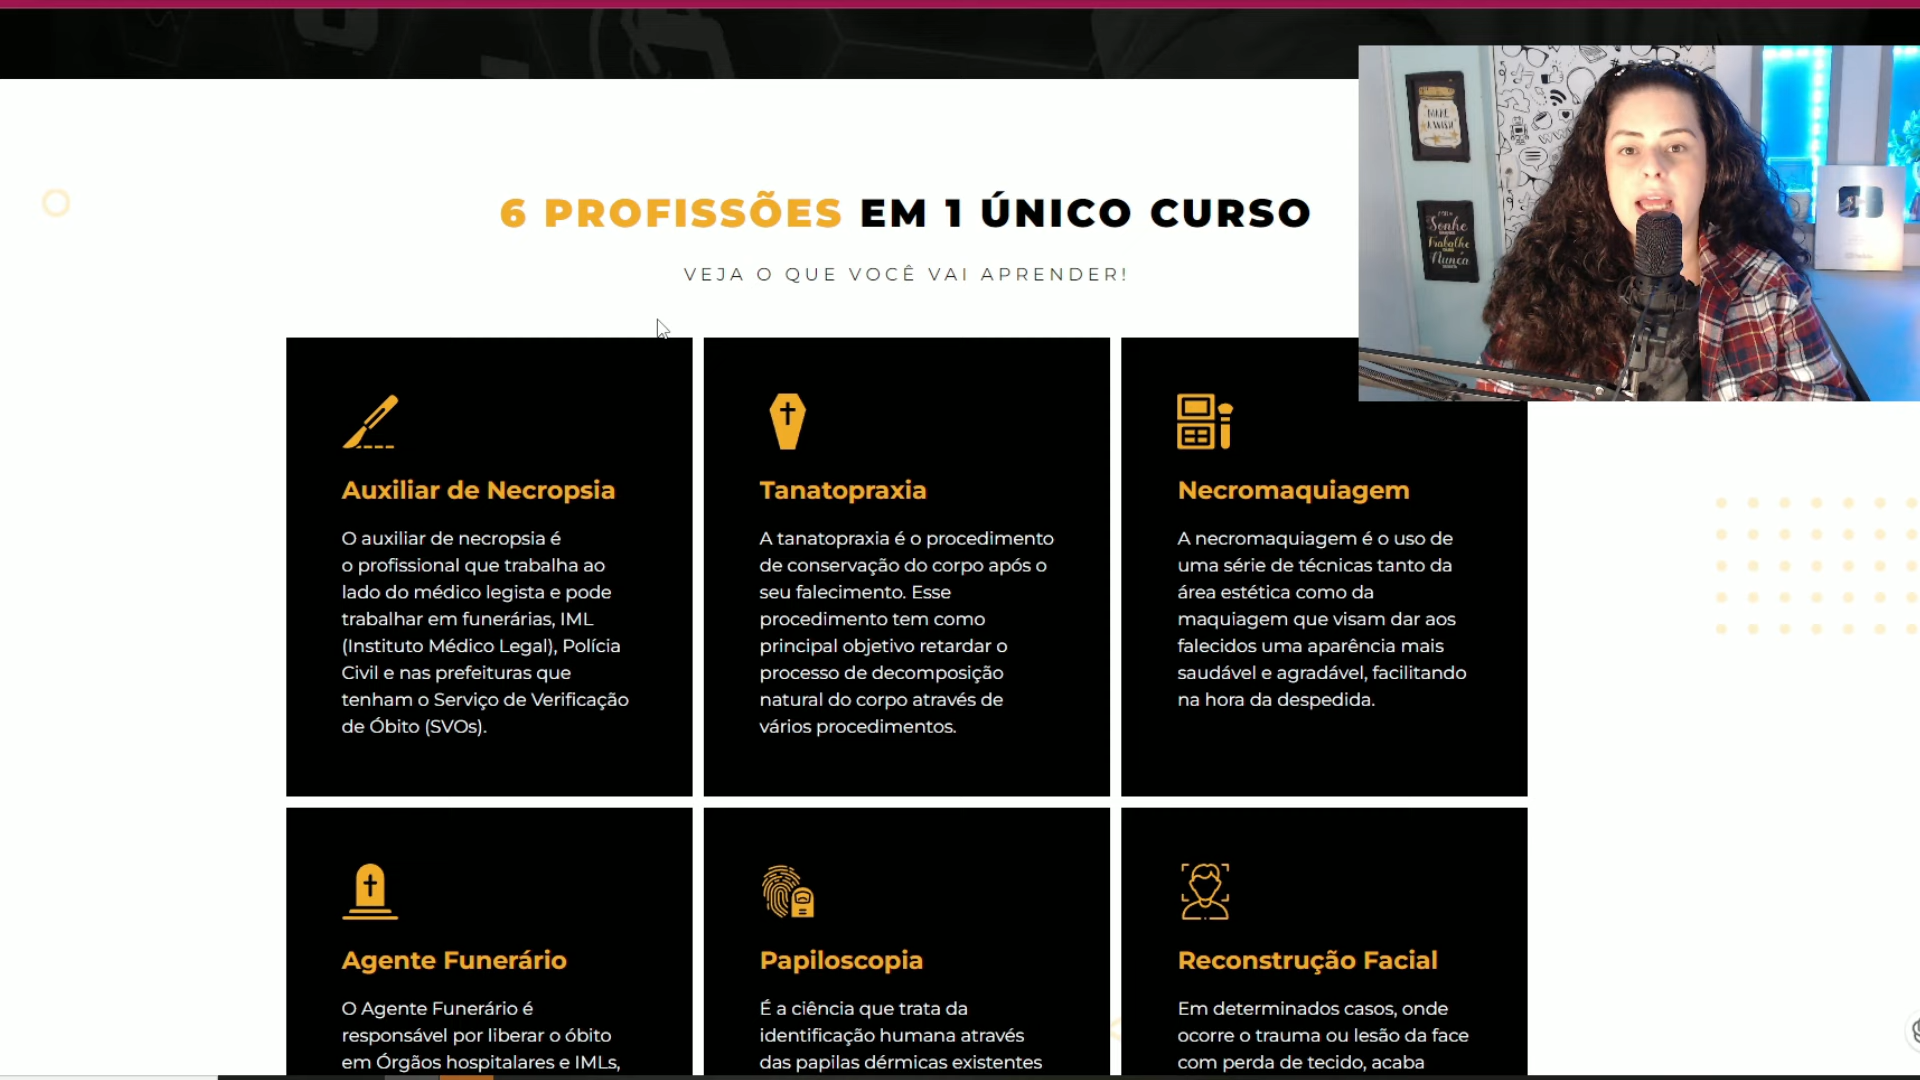 6 PROFISSÕES EM 1 ÚNICO CURSO
VEJA O QUE VOCÊ VAI APRENDER!
Auxiliar de Necropsia
O auxiliar de necropsia é
o profissional que trabalha ao
lado do médico legista e pode
trabalhar em funerárias, IML
(Instituto Médico Legal), Polícia
Civil e nas prefeituras que
tenham o Serviço de Verificação
de Óbito (SVOs).
Tanatopraxia
A tanatopraxia é o procedimento
de conservação do corpo após o
seu falecimento. Esse
procedimento tem como
principal objetivo retardar o
processo de decomposição
natural do corpo através de
vários procedimentos.
Necromaquiagem
A necromaquiagem é o uso de
uma série de técnicas tanto da
área estética como da
maquiagem que visam dar aos
falecidos uma aparência mais
saudável e agradável, facilitando
na hora da despedida.
Agente Funerário
O Agente Funerário é
responsável por liberar o óbito
em Órgãos hospitalares e IMLs,
Papiloscopia
É a ciência que trata da
identificação humana através
das papilas dérmicas existentes
Reconstrução Facial
Em determinados casos, onde
ocorre o trauma ou lesão da face
com perda de tecido, acaba
Sonhe
Trabalhe
Nunca